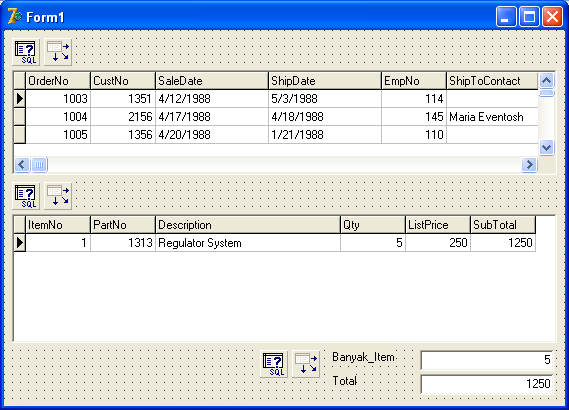 7 Form1
SQL
OrderNo CustNo SaleDate ShipDate EmpNo ShipToContact
1003 1351 4/12/1988 5/3/1988 114
1004 2156 4/17/1988 4/18/1988 145 Maria Eventosh
1005 1356 4/20/1988 1/21/1988 110
SQL
ItemNo PartNo Description Qty ListPrice SubTotal
1 1313 Regulator System 5 250 1250
SQL
Banyak_Item 5
Total 1250